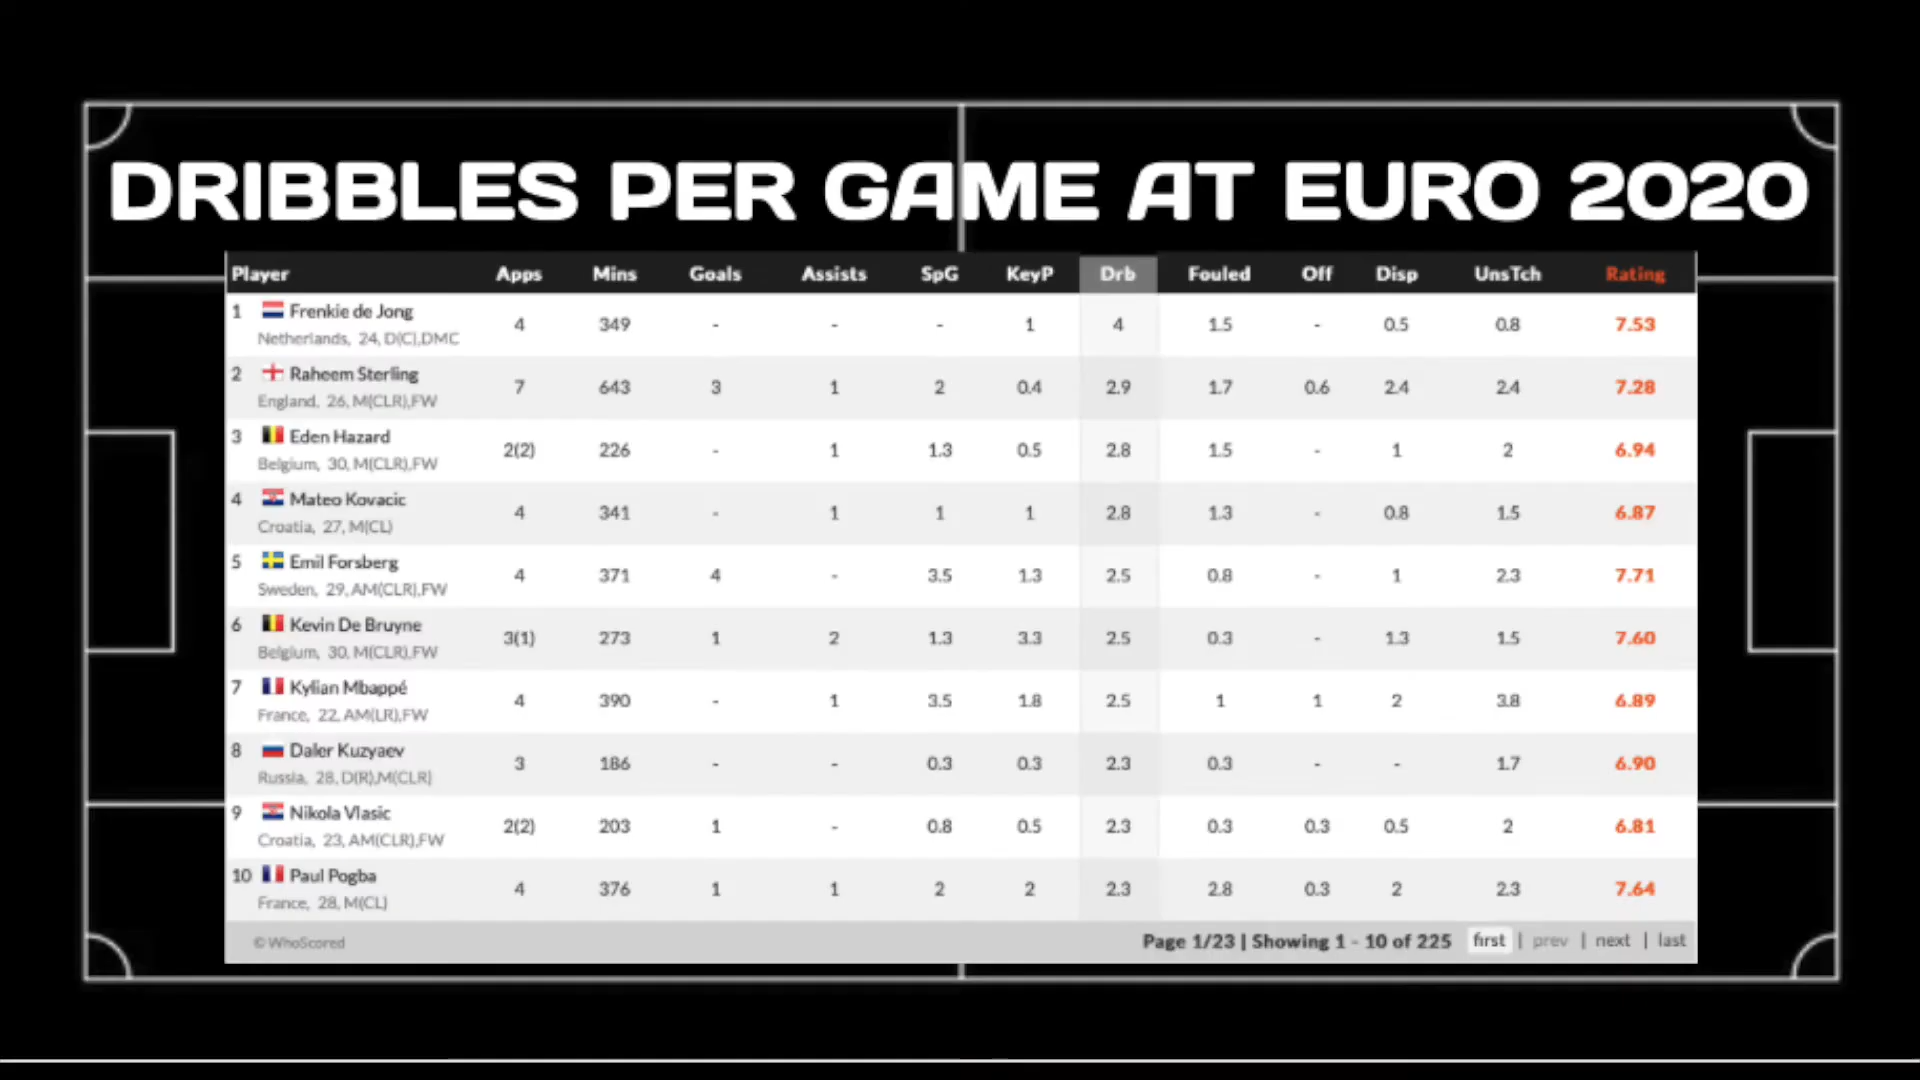 DRIBBLES PER GAME AT EURO 2020
Player Apps Mins Goals Assists SpG KeyP Drb Fouled Off Disp UnsTch Rating
1 Frenkie de Jong 4 349 - - - 1 4 1.5 - 0.5 0.8 7.53
Netherlands, 24, D(C),DMC
2 Raheem Sterling 7 643 3 1 2 0.4 2.9 1.7 0.6 2.4 2.4 7.28
England, 26, M(CLR),FW
3 Eden Hazard 2(2) 226 - 1 1.3 0.5 2.8 1.5 - 1 2 6.94
Belgium, 30, M(CLR),FW
4 Mateo Kovacic 4 341 - 1 1 1 2.8 1.3 - 0.8 1.5 6.87
Croatia, 27, M(CL)
5 Emil Forsberg 4 371 4 - 3.5 1.3 2.5 0.8 - 1 2.3 7.71
Sweden, 29, AM(CLR),FW
6 Kevin De Bruyne 3(1) 273 1 2 1.3 3.3 2.5 0.3 - 1.3 1.5 7.60
Belgium, 30, M(CLR),FW
7 Kylian Mbappé 4 390 - 1 3.5 1.8 2.5 1 1 2 3.8 6.89
France, 22, AM(LR),FW
8 Daler Kuzyaev 3 186 - - 0.3 0.3 2.3 0.3 - - 1.7 6.90
Russia, 28, D(R),M(CLR)
9 Nikola Vlasic 2(2) 203 1 - 0.8 0.5 2.3 0.3 0.3 0.5 2 6.81
Croatia, 23, AM(CLR),FW
10 Paul Pogba 4 376 1 1 2 2 2.3 2.8 0.3 2 2.3 7.64
France, 28, M(CL)
© WhoScored Page 1/23 | Showing 1 - 10 of 225 first | prev | next | last